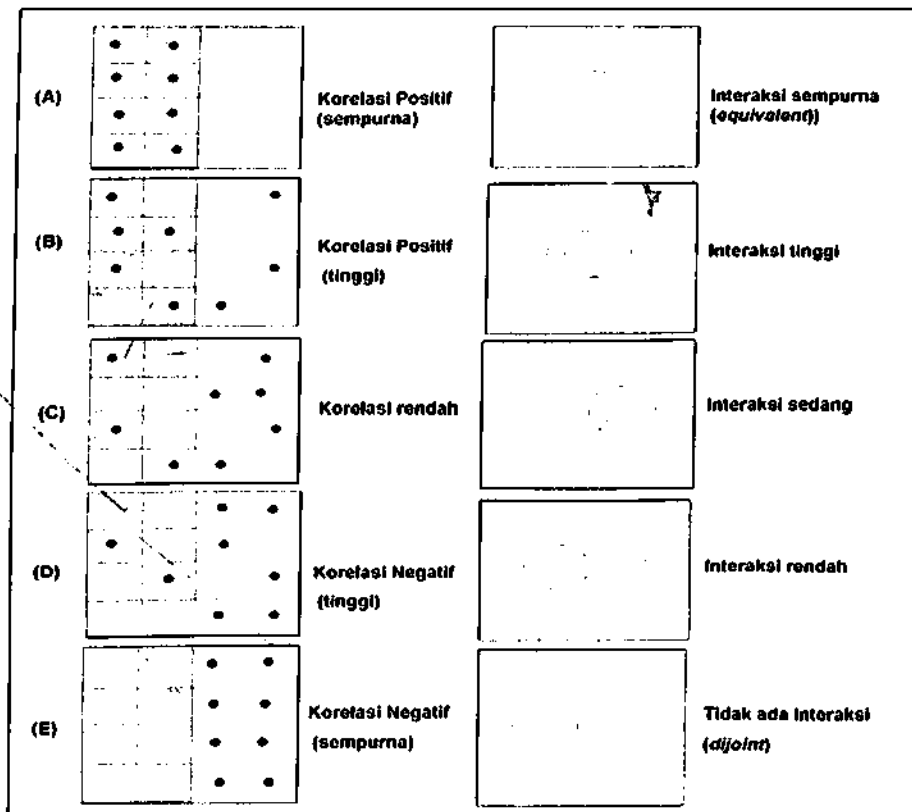 (A)
Korelasi Positif
(sempurna)
Interaksi sempurna
(equivalent))
(B)
Korelasi Positif
(tinggi)
Interaksi tinggi
(C)
Korelasi rendah
Interaksi sedang
(D)
Korelasi Negatif
(tinggi)
Interaksi rendah
(E)
Korelasi Negatif
(sempurna)
Tidak ada Interaksi
(dijoint)